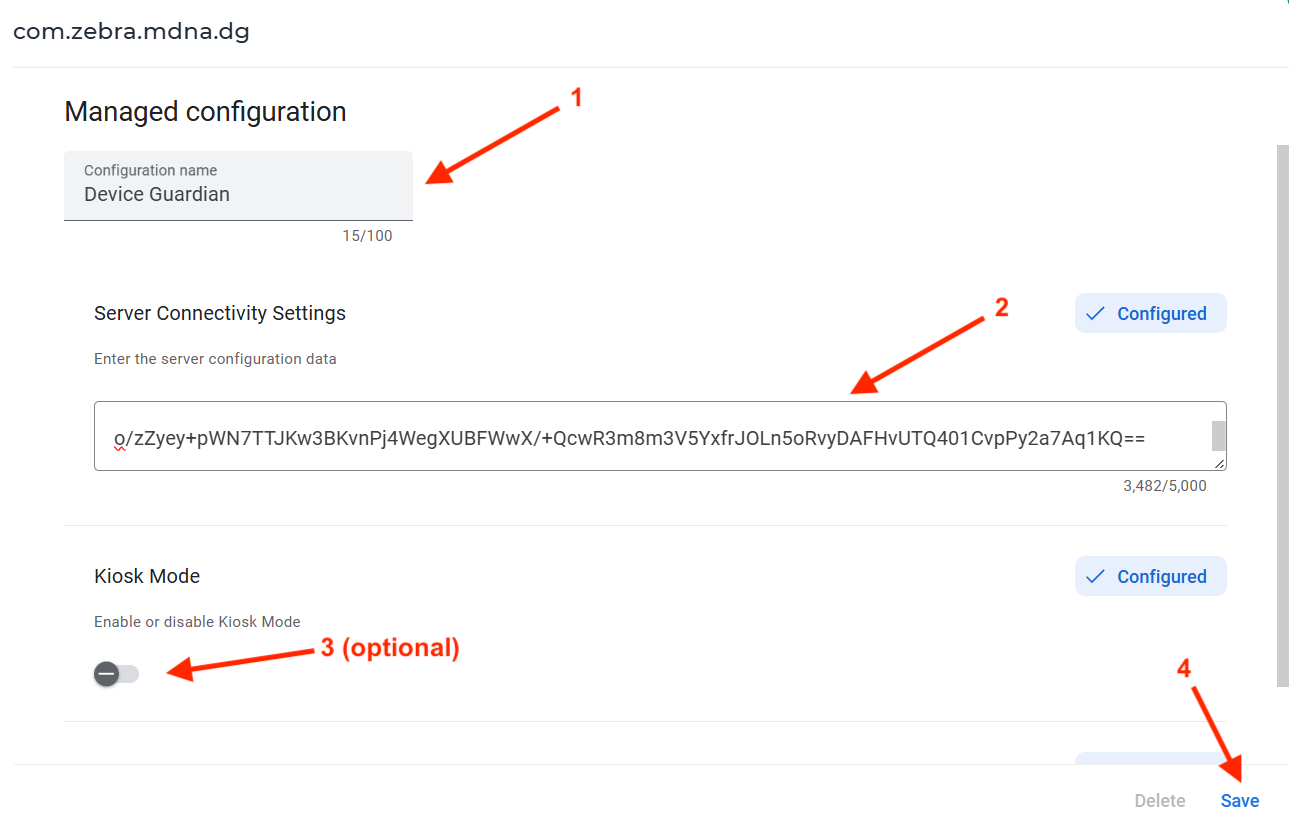 com.zebra.mdna.dg
1
Managed configuration
Configuration name
Device Guardian
15/100
2
Server Connectivity Settings
Configured
Enter the server configuration data
o/zZyey+pWN7TTJKw3BKvnPj4WegXUBFWwX/+QcwR3m8m3V5YxfrJOLn5oRvyDAFHvUTQ401CvpPy2a7Aq1KQ==
3,482/5,000
Kiosk Mode
Configured
Enable or disable Kiosk Mode
3 (optional)
4
Delete
Save